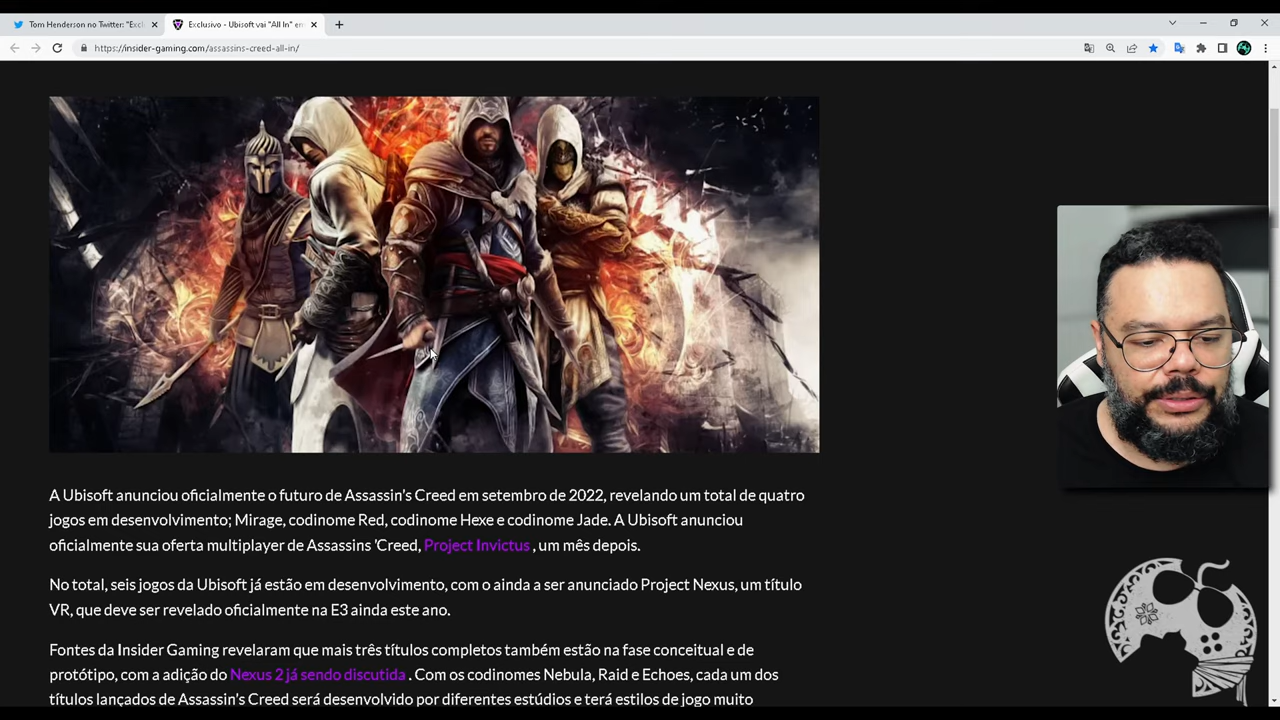 Tom Henderson no Twitter: "Excl
Exclusivo - Ubisoft vai "All In" em
https://insider-gaming.com/assassins-creed-all-in/
A Ubisoft anunciou oficialmente o futuro de Assassin's Creed em setembro de 2022, revelando um total de quatro
jogos em desenvolvimento; Mirage, codinome Red, codinome Hexe e codinome Jade. A Ubisoft anunciou
oficialmente sua oferta multiplayer de Assassins 'Creed, Project Invictus , um mês depois.
No total, seis jogos da Ubisoft já estão em desenvolvimento, com o ainda a ser anunciado Project Nexus, um título
VR, que deve ser revelado oficialmente na E3 ainda este ano.
Fontes da Insider Gaming revelaram que mais três títulos completos também estão na fase conceitual e de
protótipo, com a adição do Nexus 2 já sendo discutida . Com os codinomes Nebula, Raid e Echoes, cada um dos
títulos lançados de Assassin's Creed será desenvolvido por diferentes estúdios e terá estilos de jogo muito